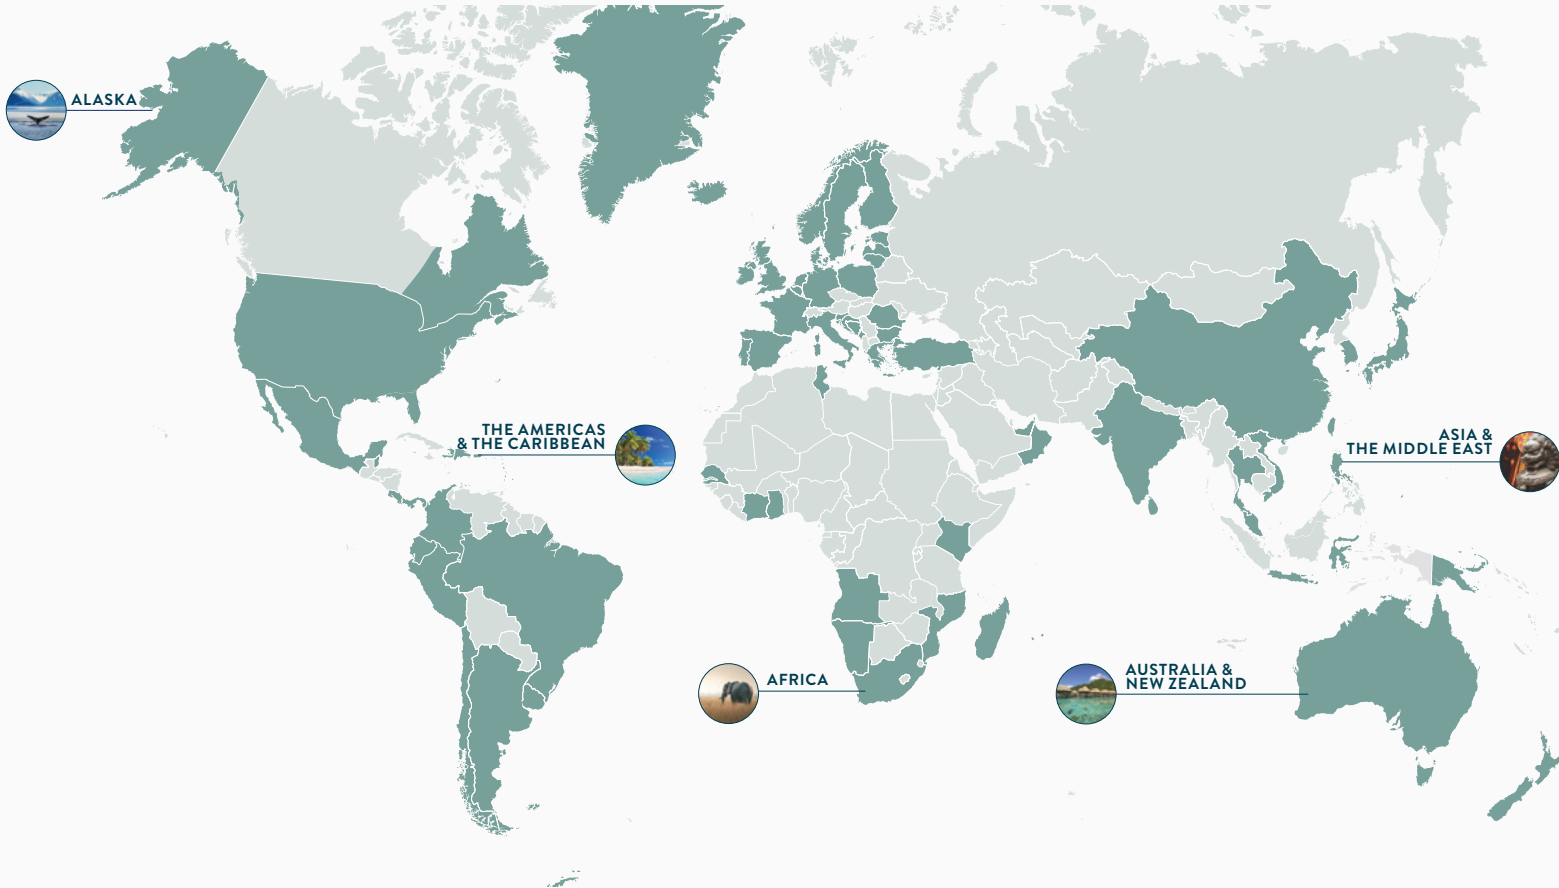 ALASKA
THE AMERICAS
& THE CARIBBEAN
ASIA &
THE MIDDLE EAST
AFRICA
AUSTRALIA &
NEW ZEALAND